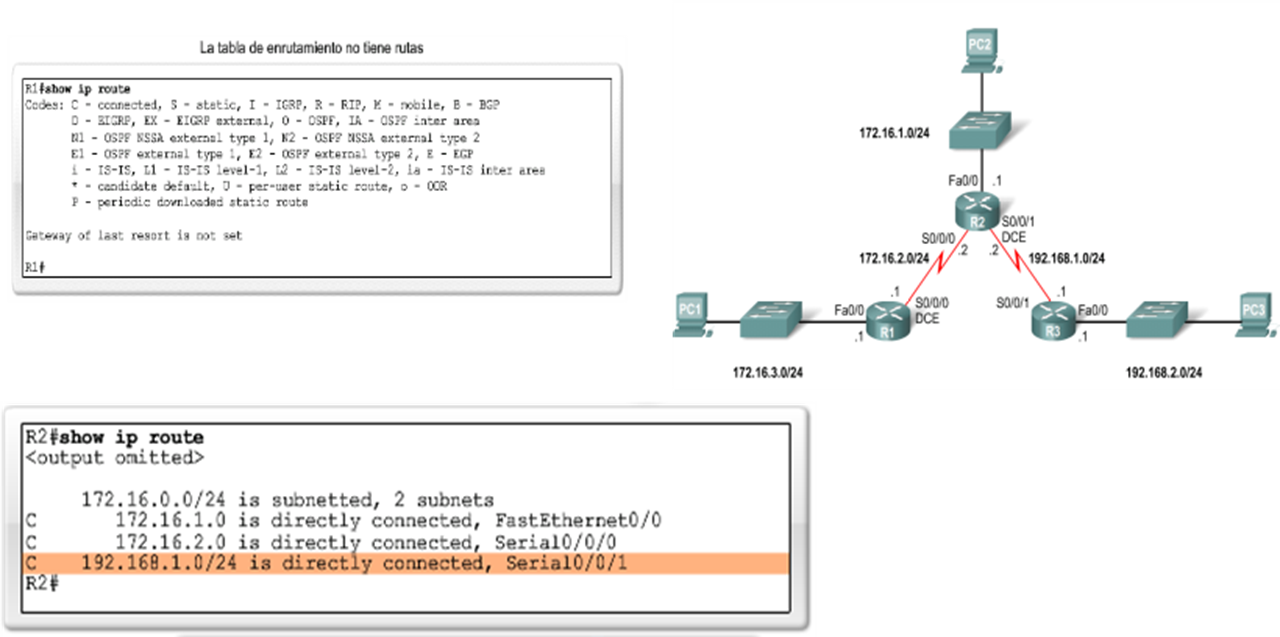 La tabla de enrutamiento no tiene rutas
R1#show ip route
Codes: C - connected, S - static, I - IGRP, R - RIP, M - mobile, B - BGP
D - EIGRP, EX - EIGRP external, O - OSPF, IA - OSPF inter area
N1 - OSPF NSSA external type 1, N2 - OSPF NSSA external type 2
E1 - OSPF external type 1, E2 - OSPF external type 2, E - EGP
i - IS-IS, L1 - IS-IS level-1, L2 - IS-IS level-2, ia - IS-IS inter area
* - candidate default, U - per-user static route, o - ODR
P - periodic downloaded static route
Gateway of last resort is not set
R1#
PC2
172.16.1.0/24
Fa0/0
.1
R2
S0/0/0
S0/0/1
DCE
.2
.2
172.16.2.0/24
192.168.1.0/24
.1
.1
PC1
Fa0/0
S0/0/0
DCE
.1
R1
S0/0/1
Fa0/0
R3
.1
PC3
172.16.3.0/24
192.168.2.0/24
R2#show ip route
<output omitted>
172.16.0.0/24 is subnetted, 2 subnets
C 172.16.1.0 is directly connected, FastEthernet0/0
C 172.16.2.0 is directly connected, Serial0/0/0
C 192.168.1.0/24 is directly connected, Serial0/0/1
R2#